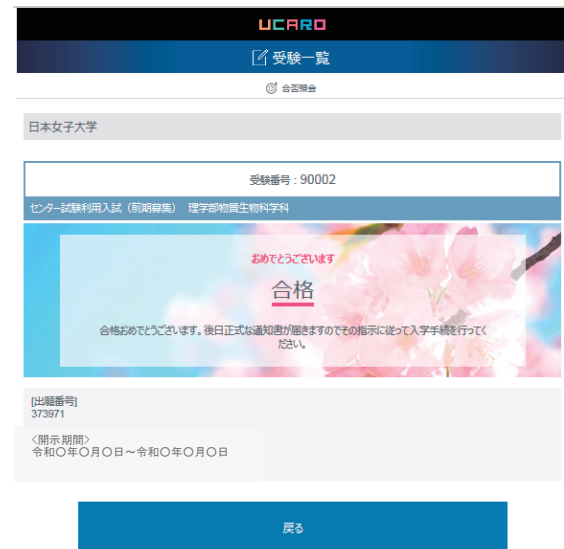 UCARO
受験一覧
合否照会
日本女子大学
受験番号：90002
センター試験利用入試（前期募集） 理学部物質生物科学科
おめでとうございます
合格
合格おめでとうございます。後日正式な通知書が届きますのでその指示に従って入学手続を行ってく
ださい。
[出願番号]
373971
〈開示期間〉
令和〇年〇月〇日～令和〇年〇月〇日
戻る